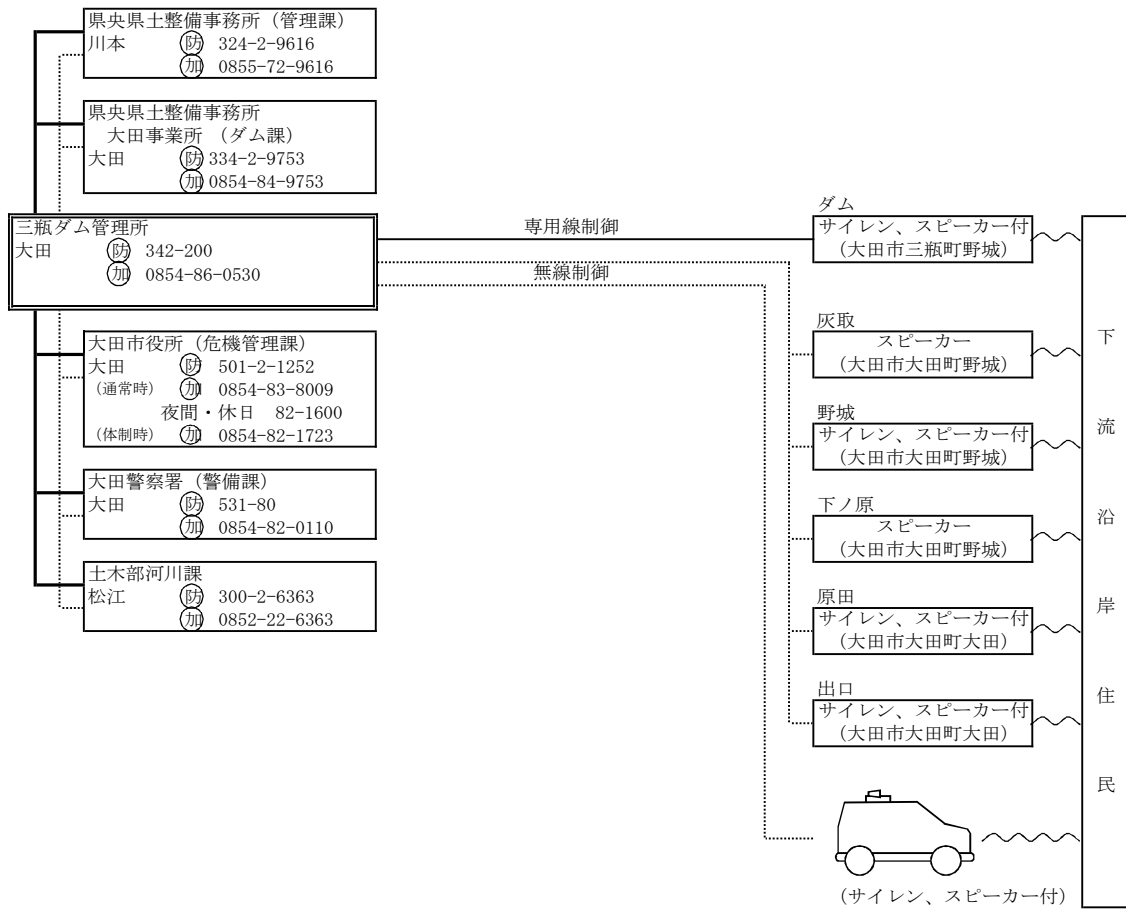 県央県土整備事務所（管理課）
川本　防 324-2-9616
加 0855-72-9616
県央県土整備事務所
大田事業所 （ダム課）
大田　防 334-2-9753
加 0854-84-9753
三瓶ダム管理所
大田　防 342-200
加 0854-86-0530
大田市役所（危機管理課）
大田　防 501-2-1252
（通常時）　加 0854-83-8009
夜間・休日 82-1600
（体制時）　加 0854-82-1723
大田警察署（警備課）
大田　防 531-80
加 0854-82-0110
土木部河川課
松江　防 300-2-6363
加 0852-22-6363
専用線制御
無線制御
ダム
サイレン、スピーカー付
（大田市三瓶町野城）
灰取
スピーカー
（大田市大田町野城）
野城
サイレン、スピーカー付
（大田市大田町野城）
下ノ原
スピーカー
（大田市大田町野城）
原田
サイレン、スピーカー付
（大田市大田町大田）
出口
サイレン、スピーカー付
（大田市大田町大田）
（サイレン、スピーカー付）
下流沿岸住民